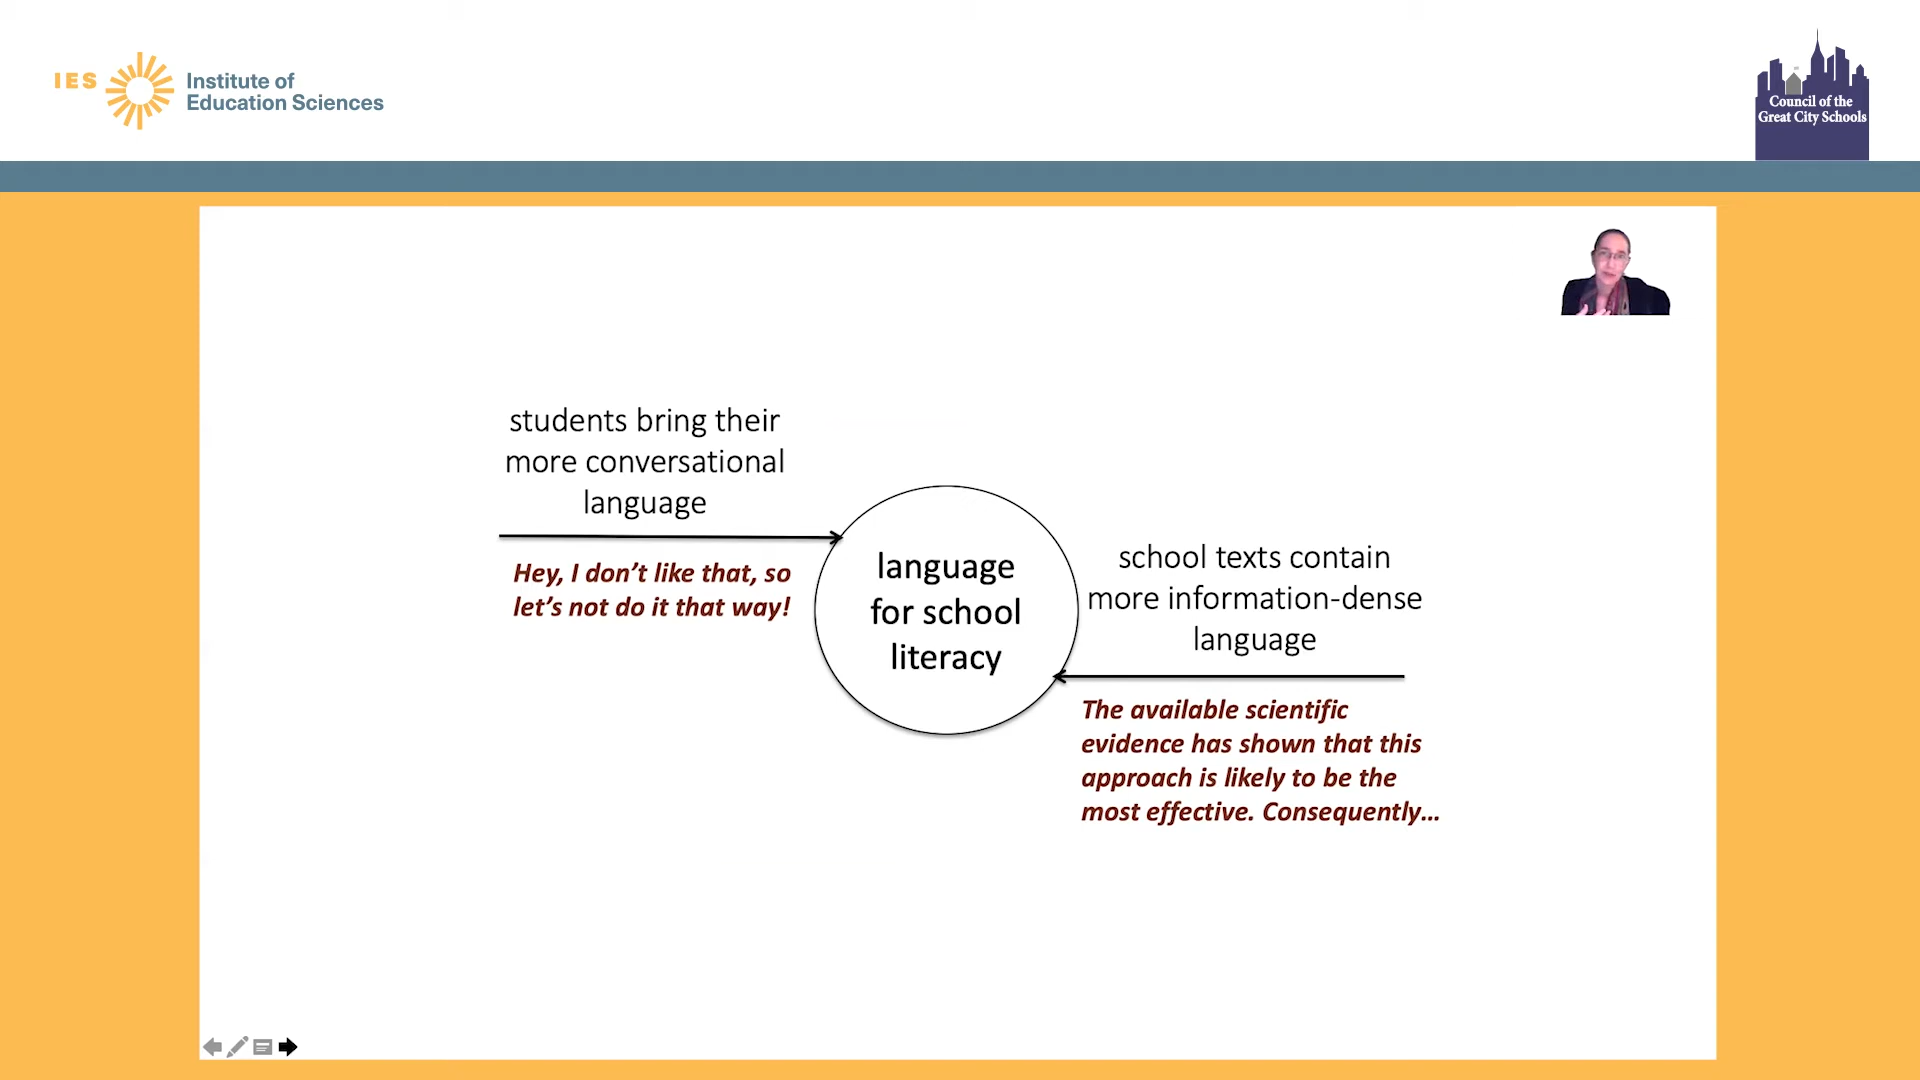 IES
Institute of
Education Sciences
Council of the
Great City Schools
students bring their
more conversational
language
Hey, I don't like that, so
let's not do it that way!
language
for school
literacy
school texts contain
more information-dense
language
The available scientific
evidence has shown that this
approach is likely to be the
most effective. Consequently...